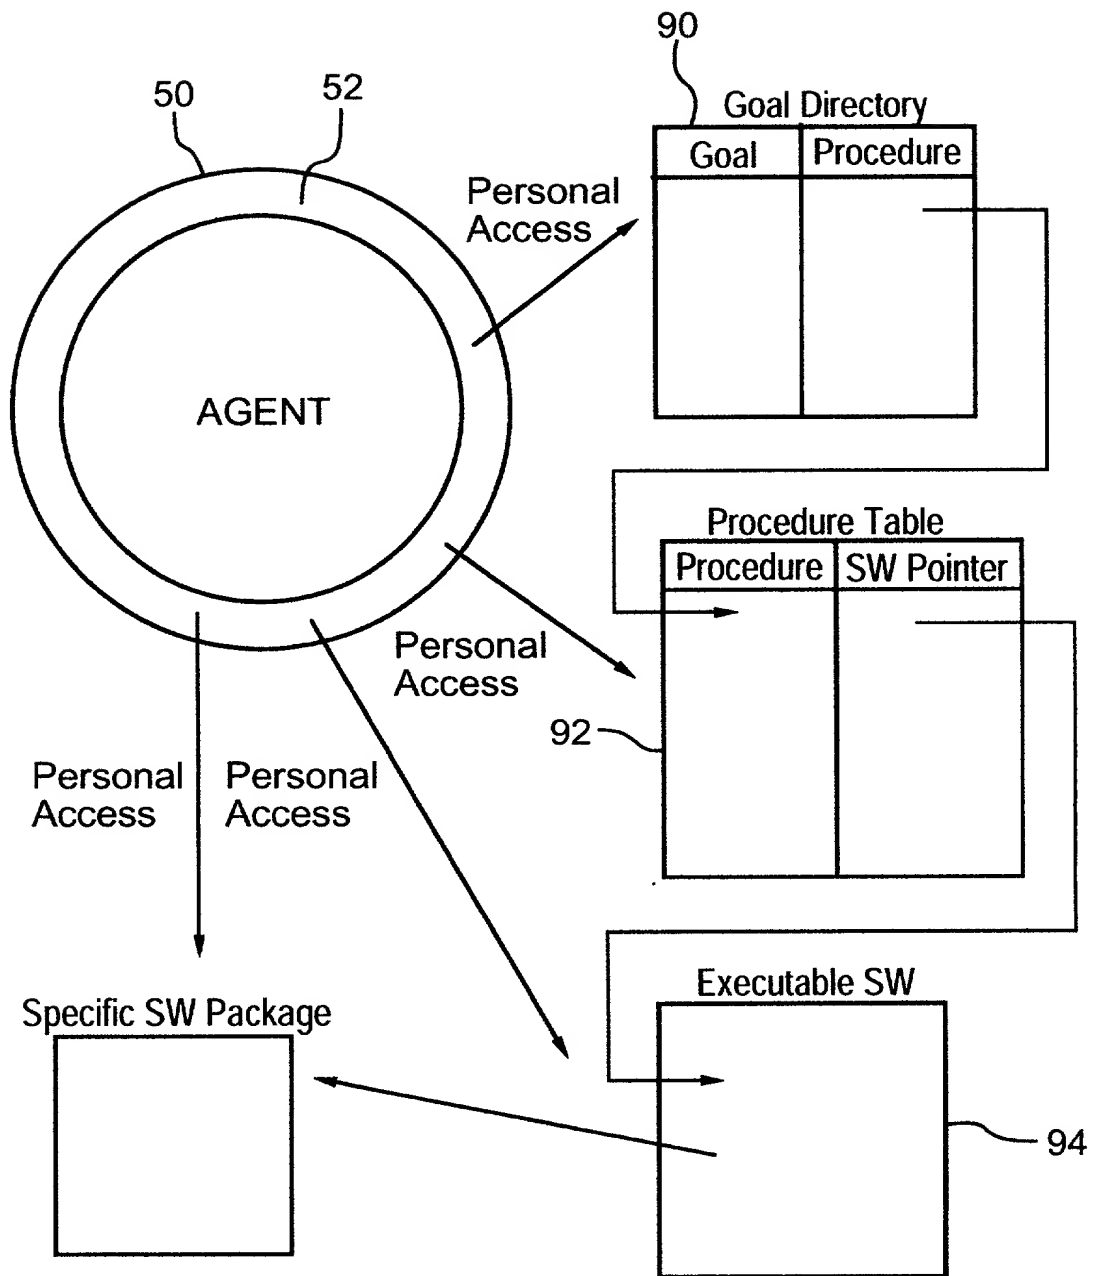 90
50
52
Goal Directory
Goal
Procedure
Personal
Access
AGENT
Procedure Table
Procedure
SW Pointer
Personal
Access
92
Personal
Access
Personal
Access
Executable SW
Specific SW Package
94